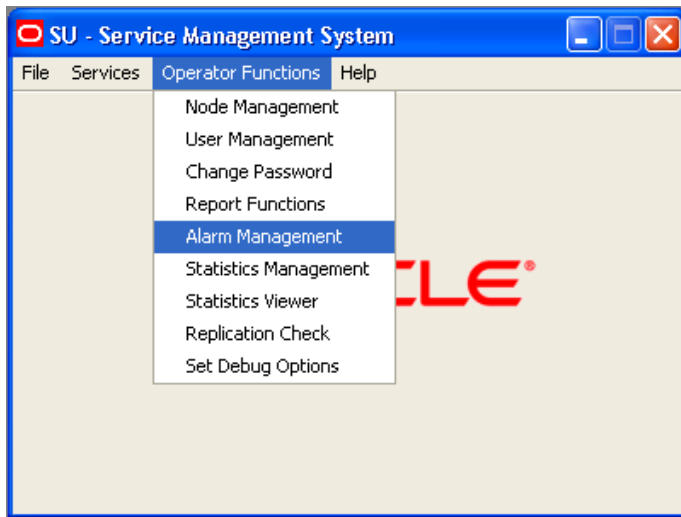 SU - Service Management System
File Services Operator Functions Help
Node Management
User Management
Change Password
Report Functions
Alarm Management
Statistics Management
CLE®
Statistics Viewer
Replication Check
Set Debug Options